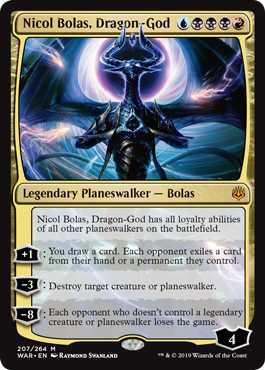 Nicol Bolas, Dragon-God
Legendary Planeswalker — Bolas
Nicol Bolas, Dragon-God has all loyalty abilities
of all other planeswalkers on the battlefield.
+1: You draw a card. Each opponent exiles a card
from their hand or a permanent they control.
−3: Destroy target creature or planeswalker.
−8: Each opponent who doesn't control a legendary
creature or planeswalker loses the game.
4
207/264 M
WAR • EN RAYMOND SWANLAND
™ & © 2019 Wizards of the Coast